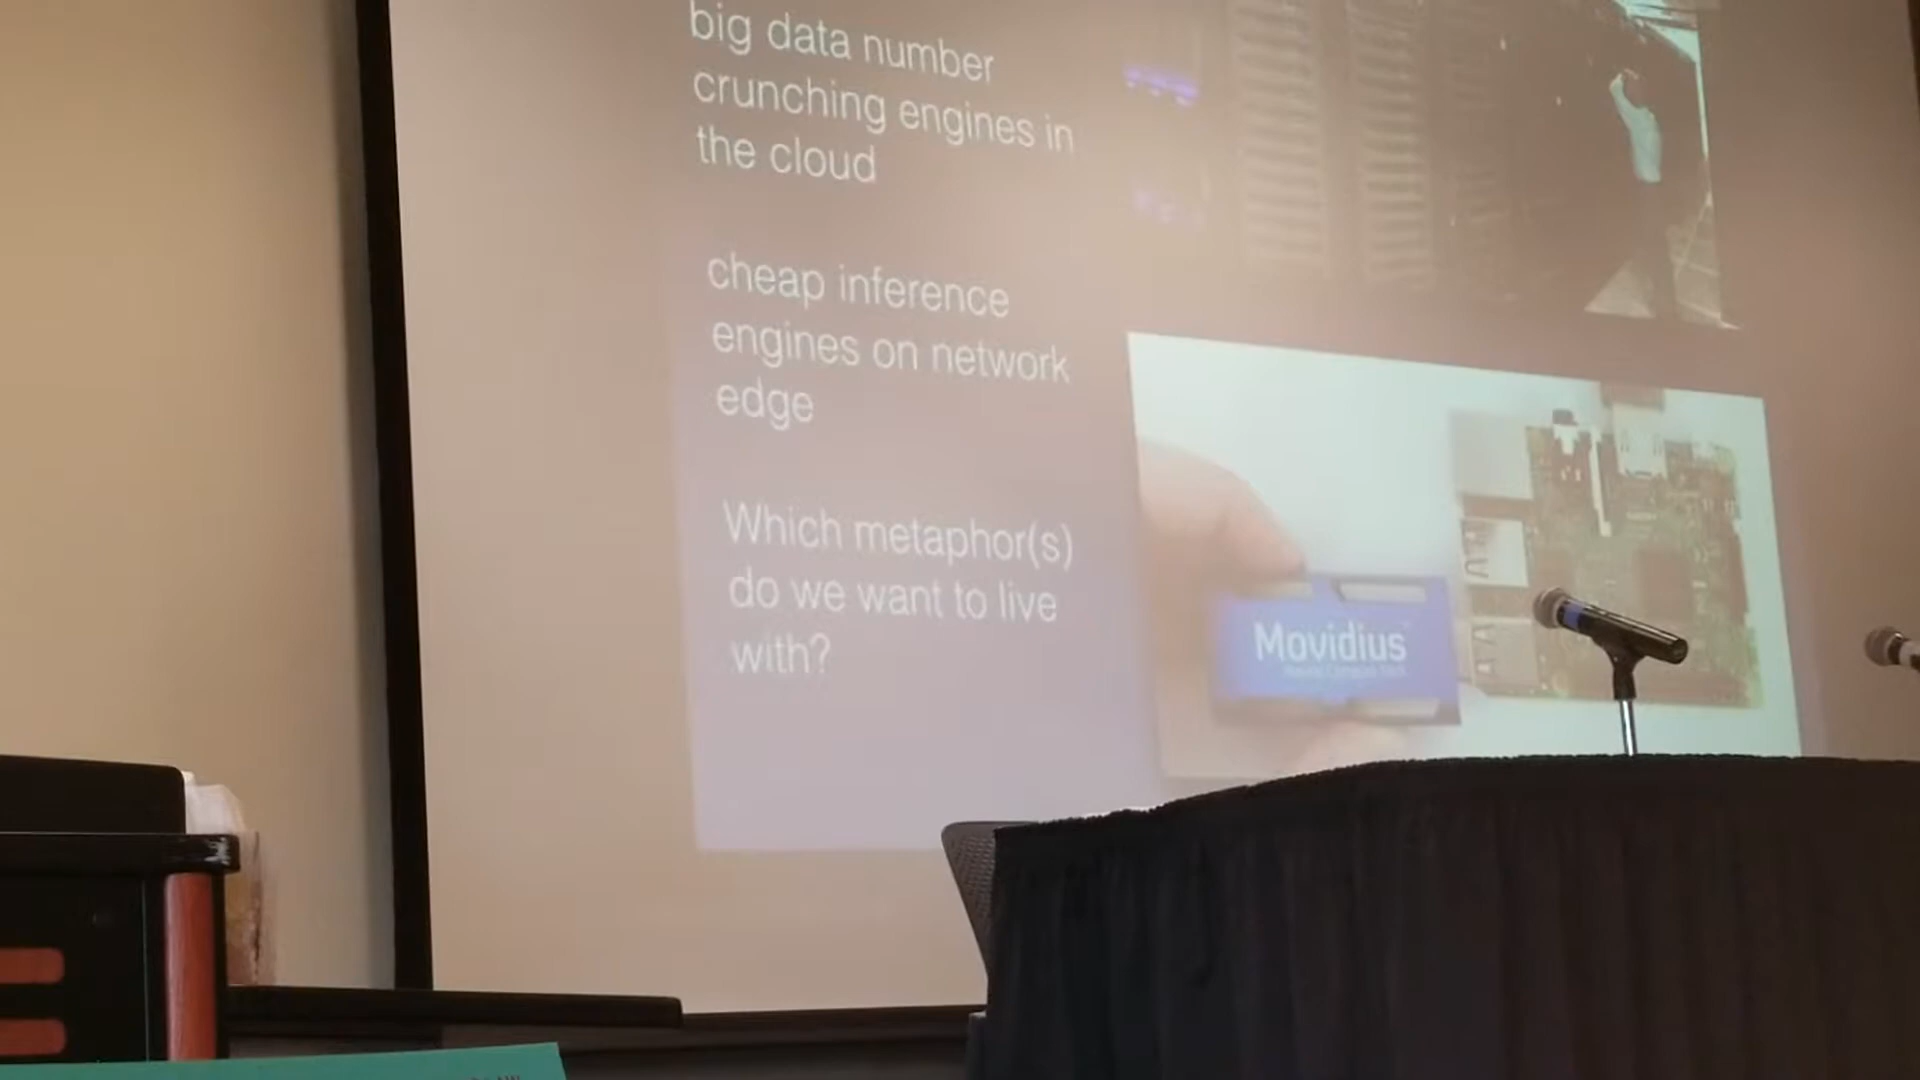 big data number
crunching engines in
the cloud
cheap inference
engines on network
edge
Which metaphor(s)
do we want to live
with?
Movidius